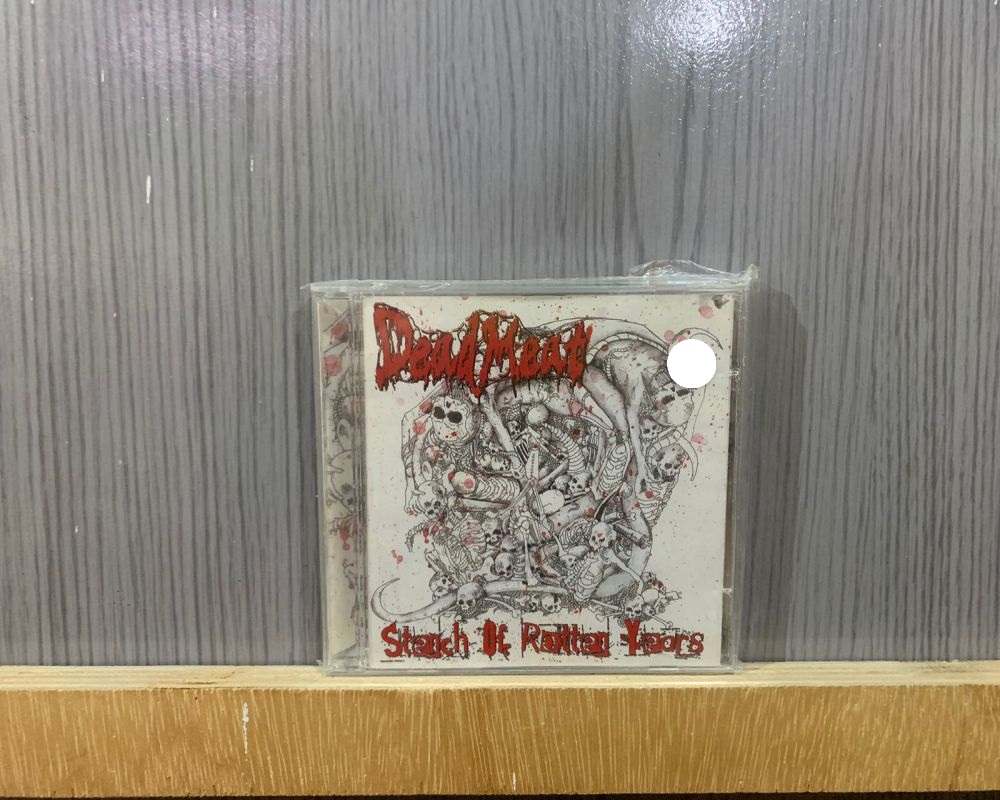 Dead Meat
Stench Of Rotten Years